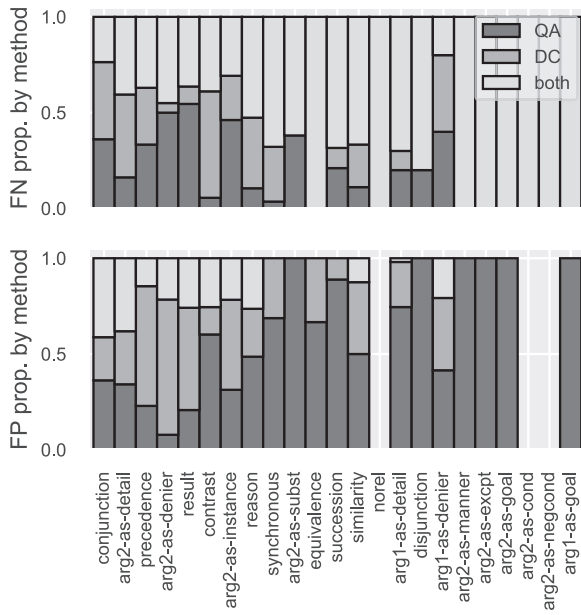 FN prop. by method
1.0
0.5
0.0
QA
DC
both
FP prop. by method
1.0
0.5
0.0
conjunction
arg2-as-detail
precedence
arg2-as-denier
result
contrast
arg2-as-instance
reason
synchronous
arg2-as-subst
equivalence
succession
similarity
norel
arg1-as-detail
disjunction
arg1-as-denier
arg2-as-manner
arg2-as-excpt
arg2-as-goal
arg2-as-cond
arg2-as-negcond
arg1-as-goal